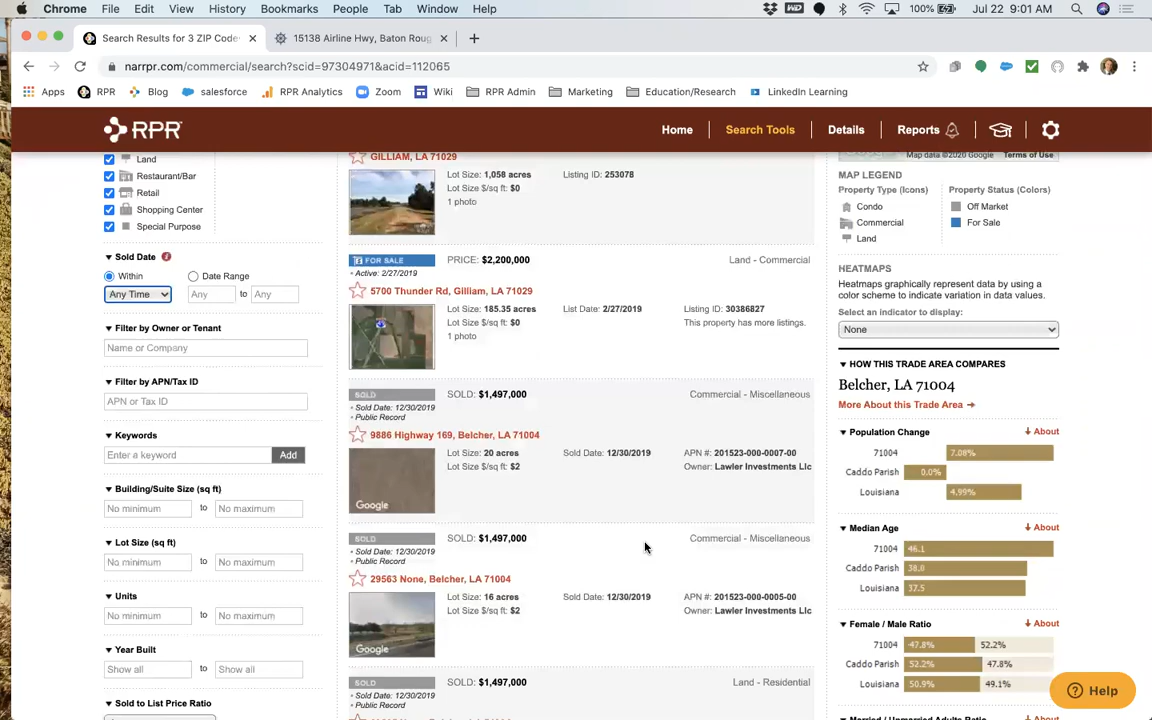 Chrome File Edit View History Bookmarks People Tab Window Help 100% Jul 22 9:01 AM
Search Results for 3 ZIP Code 15138 Airline Hwy, Baton Roug
narrpr.com/commercial/search?scid=97304971&acid=112065
Apps RPR Blog salesforce RPR Analytics Zoom Wiki RPR Admin Marketing Education/Research LinkedIn Learning
RPR Home Search Tools Details Reports
Land
Restaurant/Bar
Retail
Shopping Center
Special Purpose
Sold Date
Within Date Range
Any Time Any to Any
Filter by Owner or Tenant
Name or Company
Filter by APN/Tax ID
APN or Tax ID
Keywords
Enter a keyword Add
Building/Suite Size (sq ft)
No minimum to No maximum
Lot Size (sq ft)
No minimum to No maximum
Units
No minimum to No maximum
Year Built
Show all to Show all
Sold to List Price Ratio
GILLIAM, LA 71029
Lot Size: 1,058 acres Listing ID: 253078
Lot Size $/sq ft: $0
1 photo
FOR SALE PRICE: $2,200,000 Land - Commercial
• Active: 2/27/2019
5700 Thunder Rd, Gilliam, LA 71029
Lot Size: 185.35 acres List Date: 2/27/2019 Listing ID: 30386827
Lot Size $/sq ft: $0 This property has more listings.
1 photo
SOLD SOLD: $1,497,000 Commercial - Miscellaneous
• Sold Date: 12/30/2019
• Public Record
9886 Highway 169, Belcher, LA 71004
Lot Size: 20 acres Sold Date: 12/30/2019 APN #: 201523-000-0007-00
Lot Size $/sq ft: $2 Owner: Lawler Investments Llc
Google
SOLD SOLD: $1,497,000 Commercial - Miscellaneous
• Sold Date: 12/30/2019
• Public Record
29563 None, Belcher, LA 71004
Lot Size: 16 acres Sold Date: 12/30/2019 APN #: 201523-000-0005-00
Lot Size $/sq ft: $2 Owner: Lawler Investments Llc
Google
SOLD SOLD: $1,497,000 Land - Residential
• Sold Date: 12/30/2019
• Public Record
Map data ©2020 Google Terms of Use
MAP LEGEND
Property Type (Icons) Property Status (Colors)
Condo Off Market
Commercial For Sale
Land
HEATMAPS
Heatmaps graphically represent data by using a
color scheme to indicate variation in data values.
Select an indicator to display:
None
HOW THIS TRADE AREA COMPARES
Belcher, LA 71004
More About this Trade Area
Population Change About
7.08%
Caddo Parish 0.0%
Louisiana 4.99%
Median Age About
71004 46.1
Caddo Parish 38.0
Louisiana 37.5
Female / Male Ratio About
71004 47.8% 52.2%
Caddo Parish 52.2% 47.8%
Louisiana 50.9% 49.1%
Married / Unmarried Adults Ratio About
Help